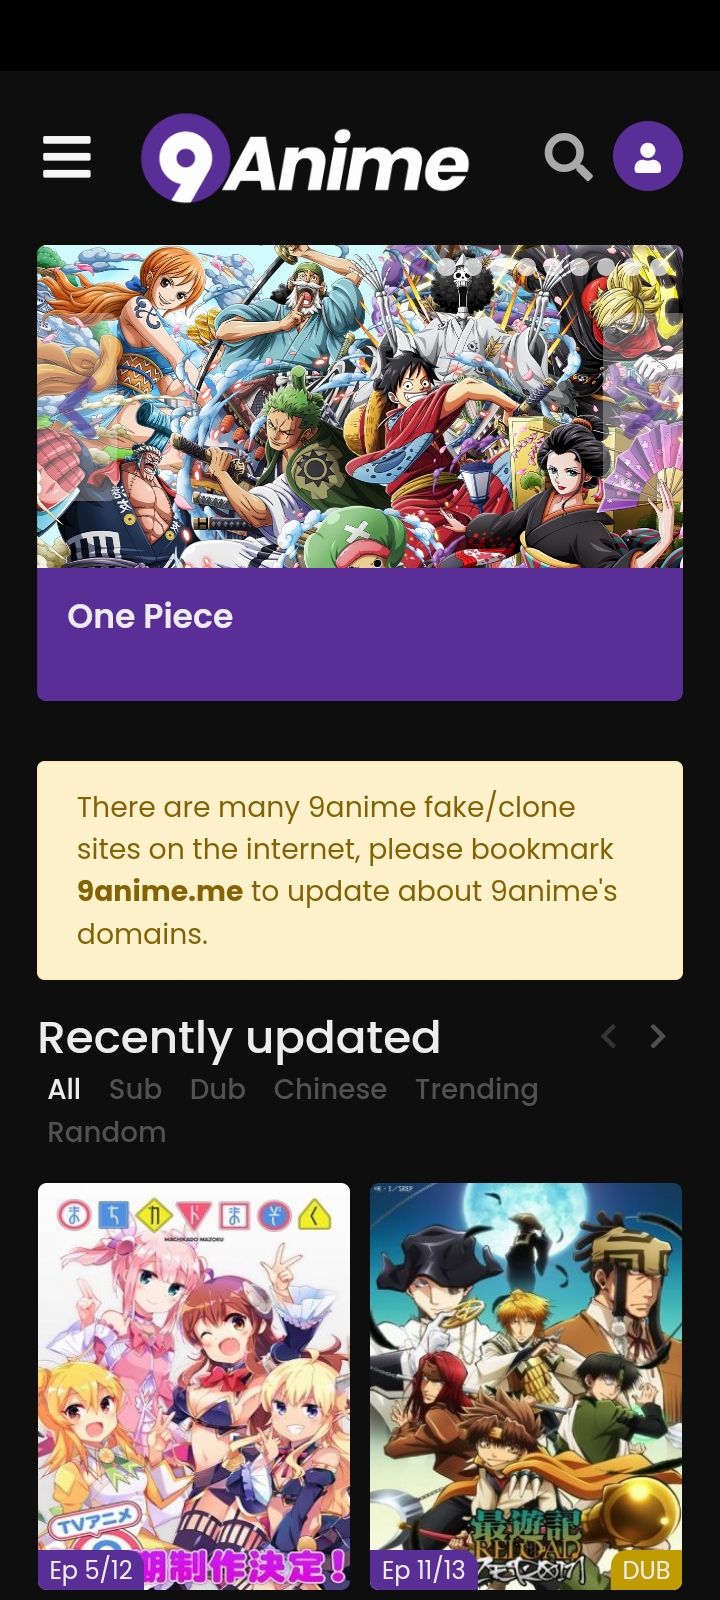 9Anime
One Piece
There are many 9anime fake/clone
sites on the internet, please bookmark
9anime.me to update about 9anime's
domains.
Recently updated
All Sub Dub Chinese Trending
Random
まちカドまぞく
MACHIKADO MAZOKU
TVアニメ
期制作決定!
Ep 5/12
最遊記
RELOAD
ZEROIN
Ep 11/13
DUB